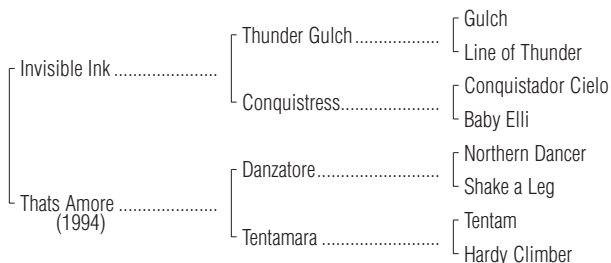 Gulch
Thunder Gulch....................
Line of Thunder
Invisible Ink .........................
Conquistador Cielo
Conquistress.......................
Baby Elli
Northern Dancer
Danzatore............................
Shake a Leg
Thats Amore ........................
(1994)
Tentam
Tentamara ...........................
Hardy Climber